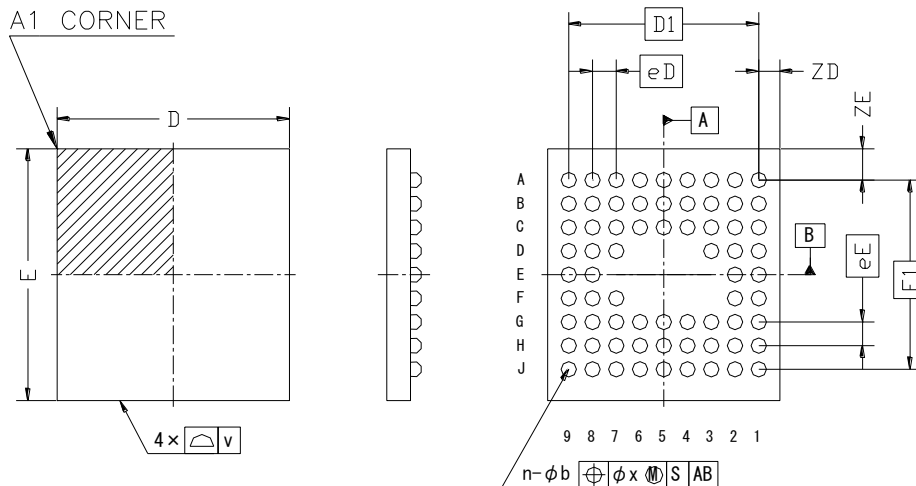 A1 CORNER
D
E
4× v
D1
eD
ZD
ZE
A
B
eE
E1
A
B
C
D
E
F
G
H
J
9 8 7 6 5 4 3 2 1
n-φb ⌖ φx Ⓜ S AB